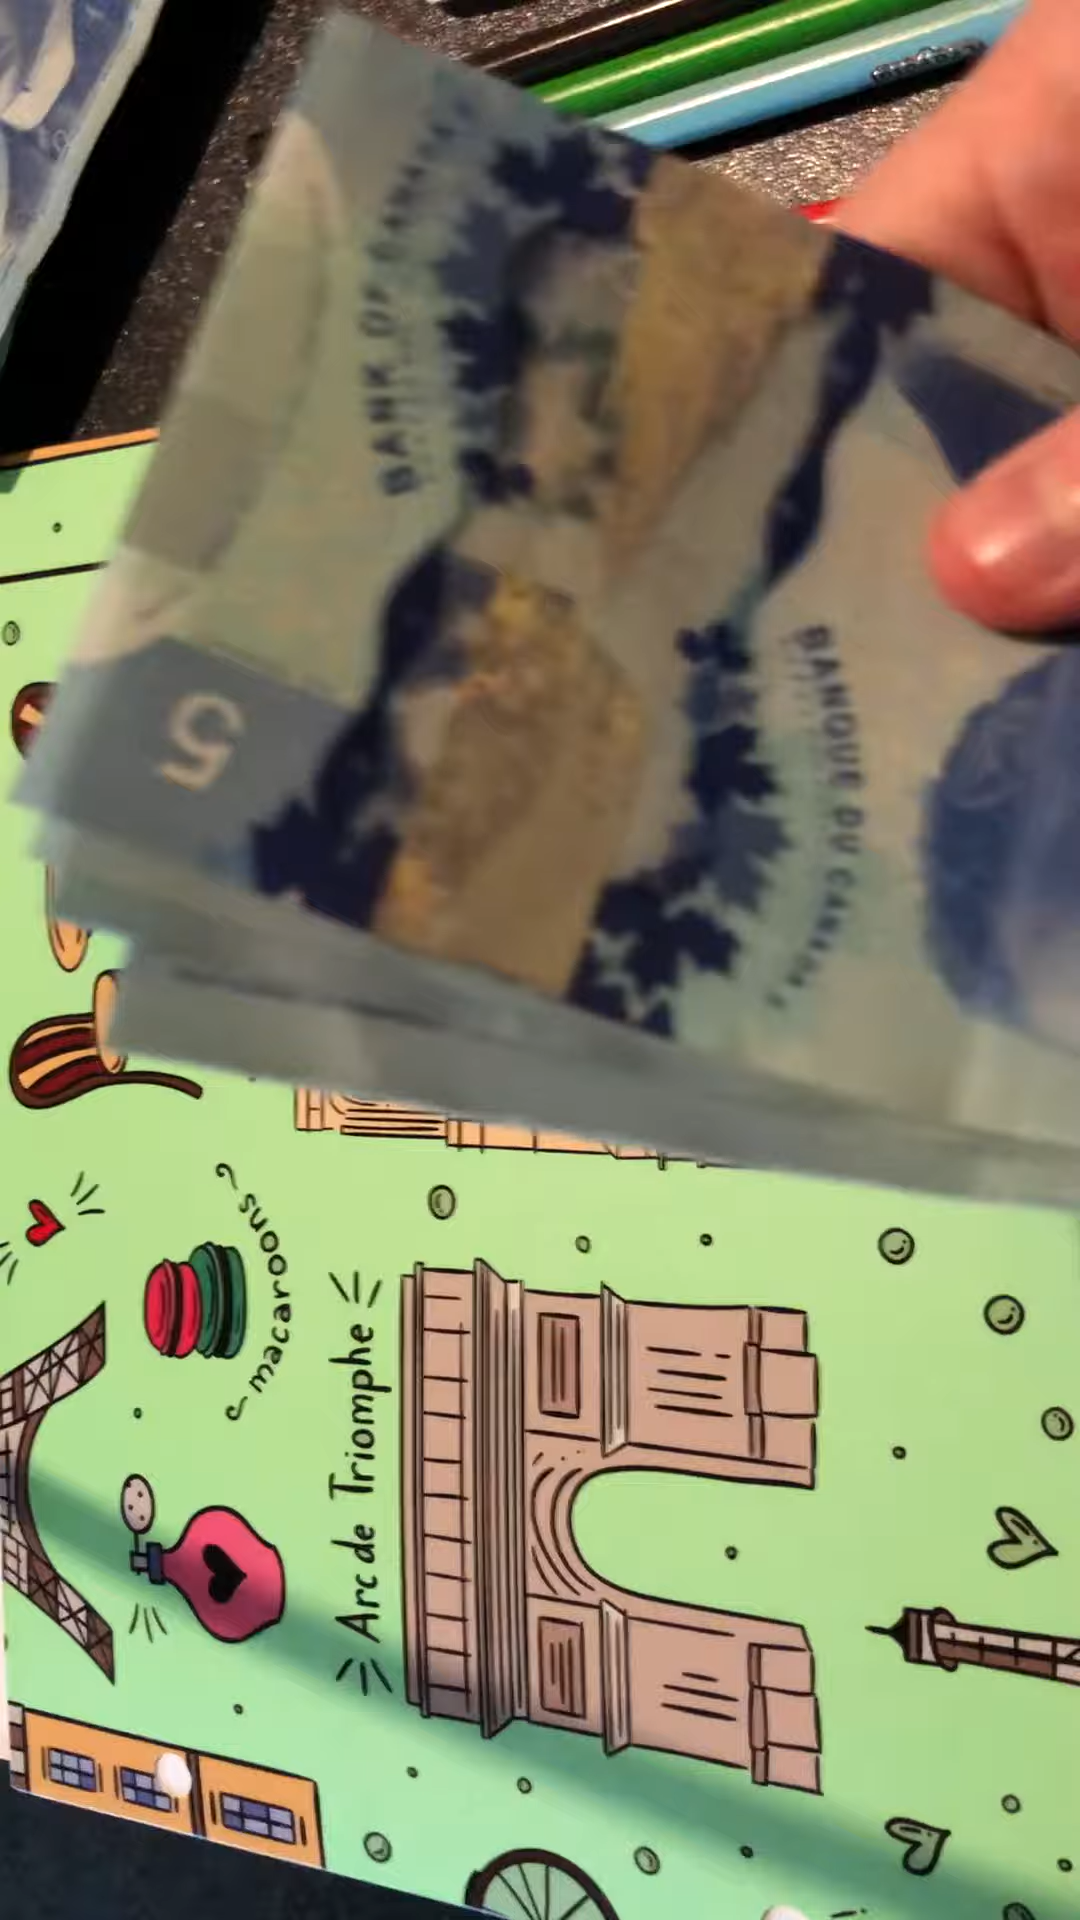 BANK OF CANADA
5
BANQUE DU CANADA
macaroons
Arc de Triomphe